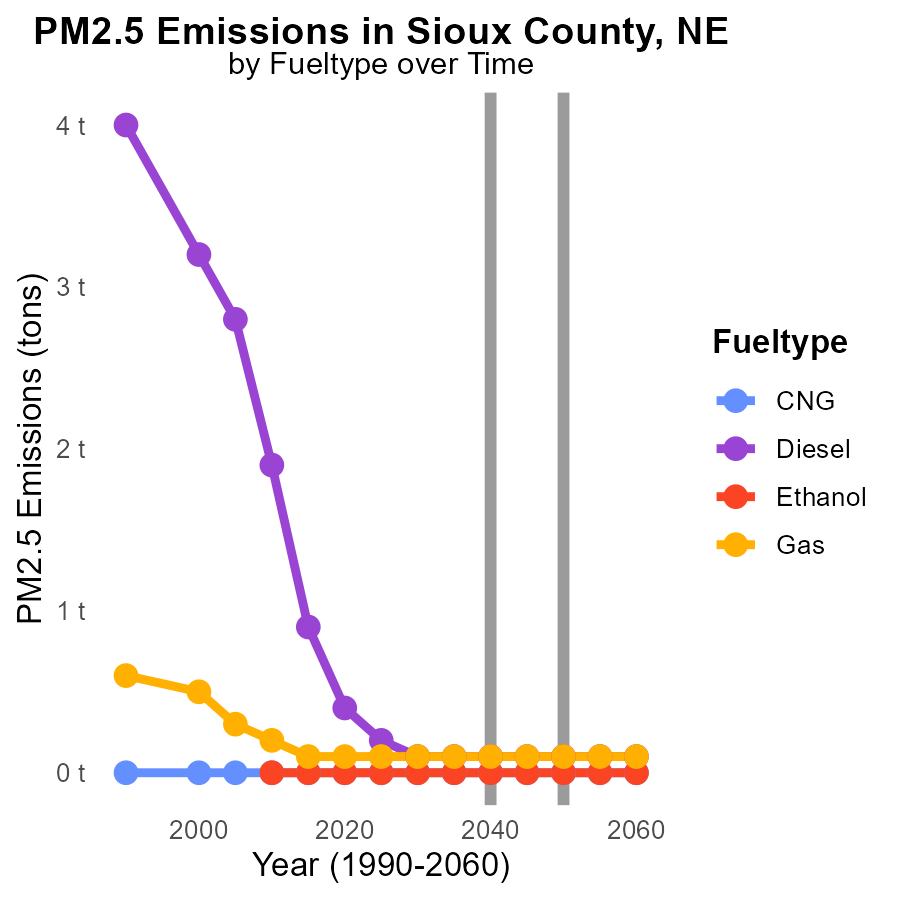 PM2.5 Emissions in Sioux County, NE
by Fueltype over Time
PM2.5 Emissions (tons)
4 t
3 t
2 t
1 t
0 t
2000
2020
2040
2060
Year (1990-2060)
Fueltype
CNG
Diesel
Ethanol
Gas